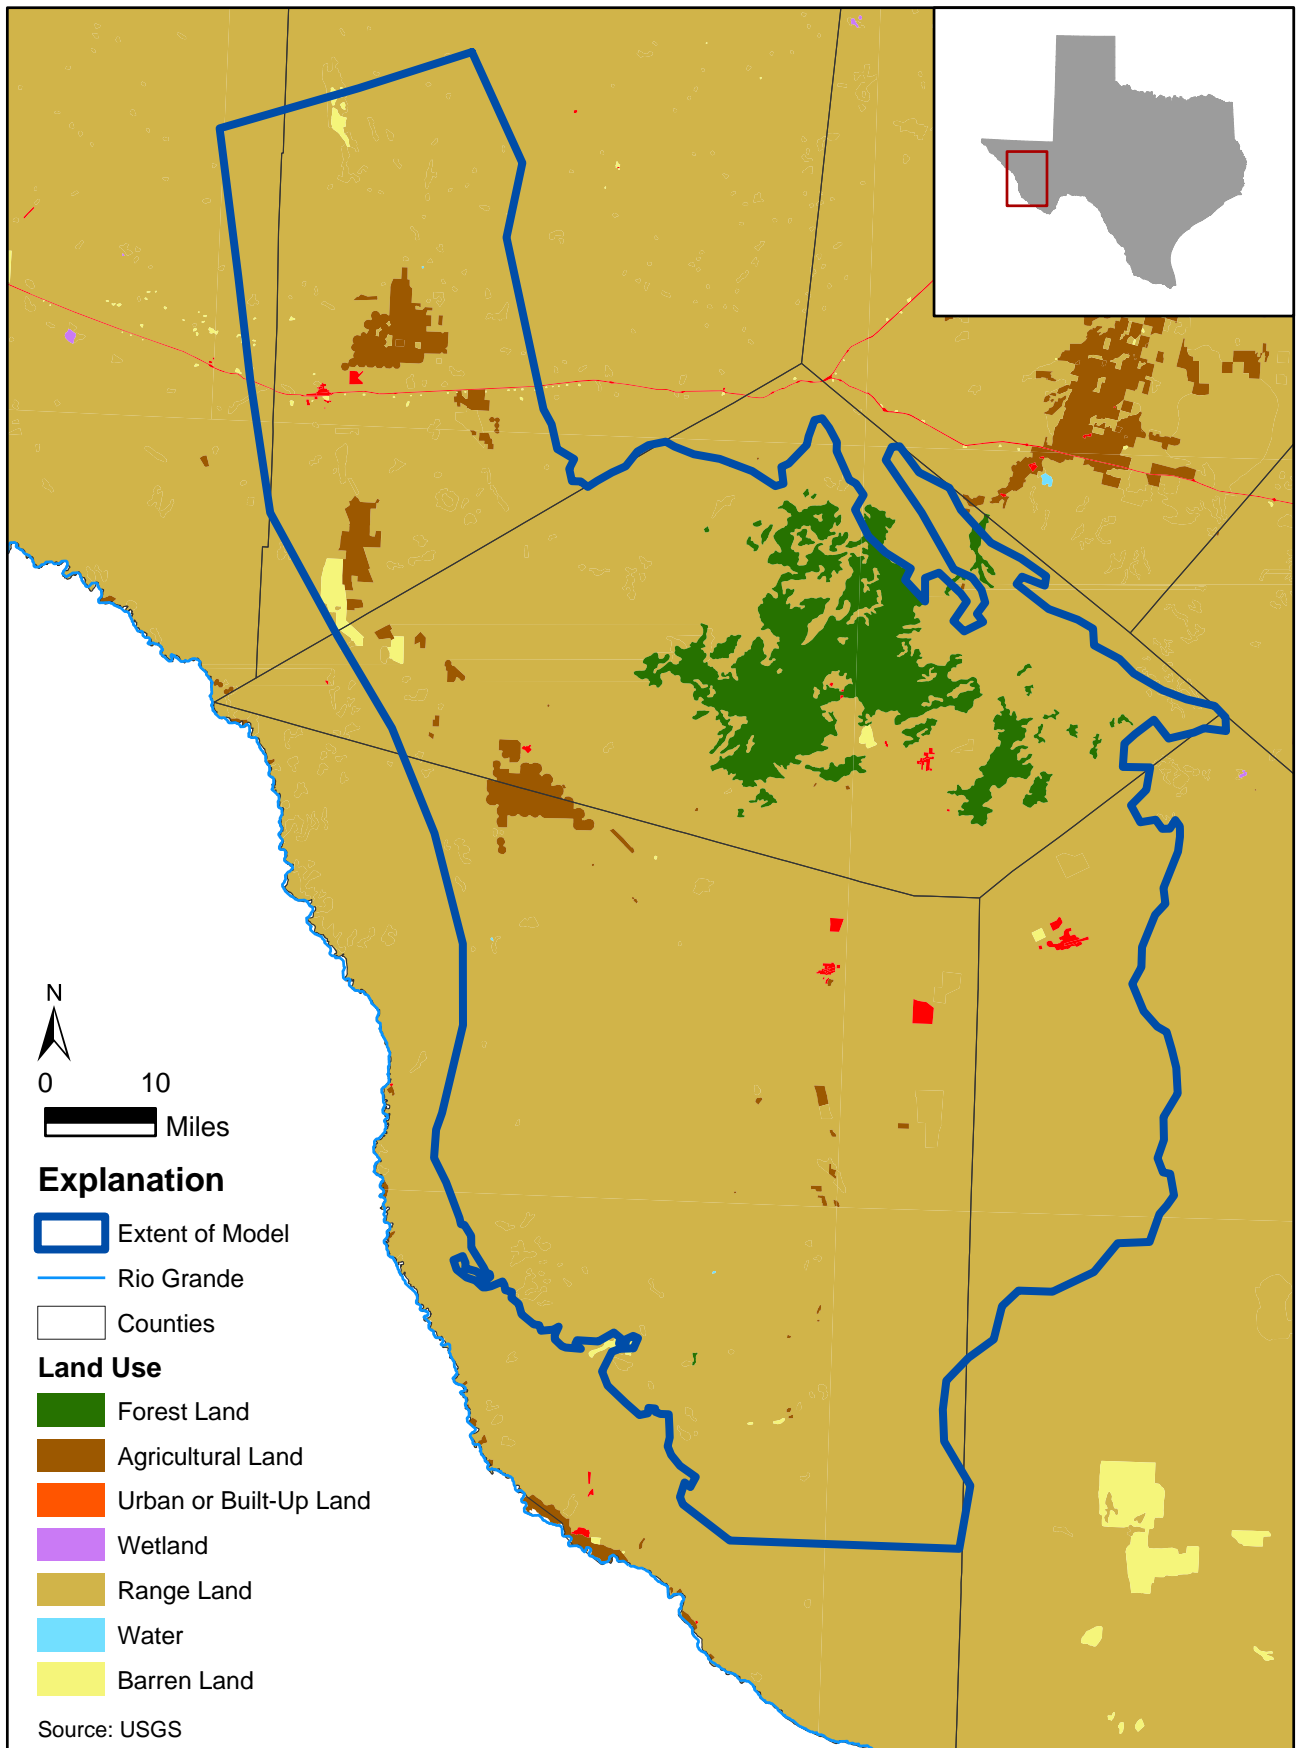 N
0 10
Miles
Explanation
Extent of Model
Rio Grande
Counties
Land Use
Forest Land
Agricultural Land
Urban or Built-Up Land
Wetland
Range Land
Water
Barren Land
Source: USGS